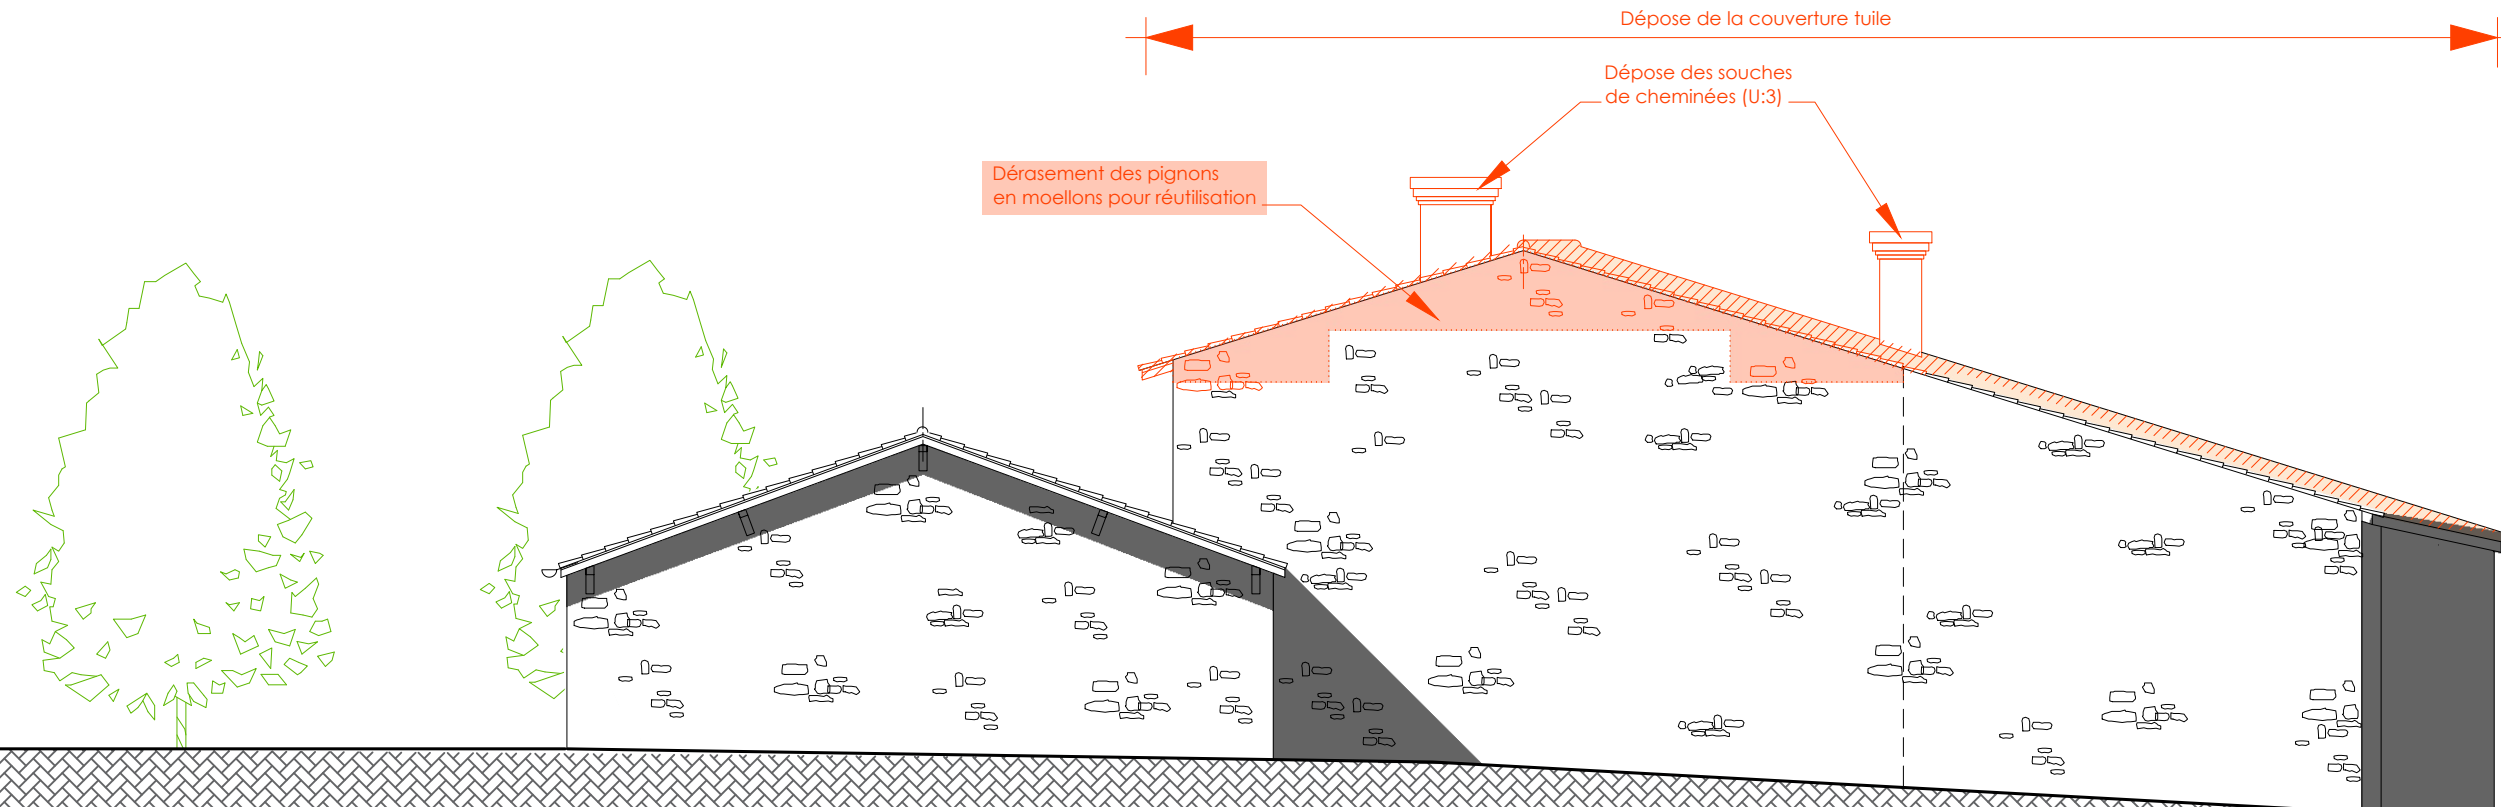 Dépose de la couverture tuile
Dépose des souches
de cheminées (U:3)
Dérasement des pignons
en moellons pour réutilisation